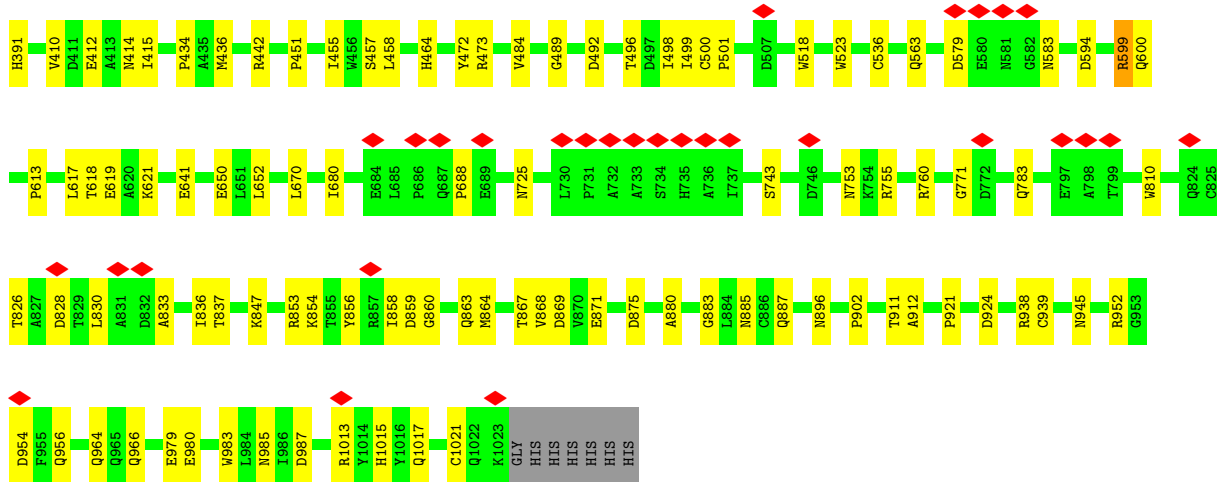 H391 V410 D411 E412 A413 N414 I415 P434 A435 M436 R442 P451 I455 W456 S457 L458 H464 Y472 R473 V484 G489 D492 T496 D497 I498 I499 C500 P501 D507 W518 W523 C536 Q563 D579 E580 N581 G582 N583 D594 R599 Q600
P613 L617 T618 E619 A620 K621 E641 E650 L651 L652 L670 I680 E684 L685 P686 Q687 P688 E689 N725 L730 P731 A732 A733 S734 H735 A736 I737 S743 D746 N753 K754 R755 R760 G771 D772 Q783 E797 A798 T799 W810 Q824 C825
T826 A827 D828 T829 L830 A831 D832 A833 I836 T837 K847 R853 K854 T855 Y856 R857 I858 D859 G860 Q863 M864 T867 V868 D869 V870 E871 D875 A880 G883 L884 N885 C886 Q887 N896 P902 T911 A912 P921 D924 R938 C939 N945 R952 G953
D954 F955 Q956 Q964 Q965 Q966 E979 E980 W983 L984 N985 I986 D987 R1013 Y1014 H1015 Y1016 Q1017 C1021 Q1022 K1023 GLY HIS HIS HIS HIS HIS HIS